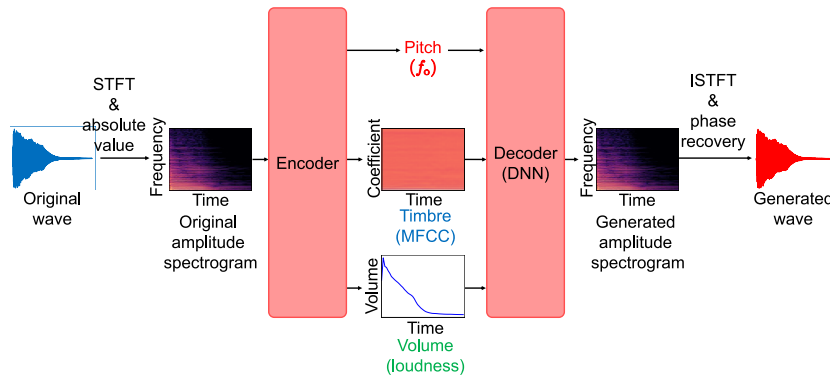 STFT
&
absolute
value
Original
wave
Frequency
Time
Original
amplitude
spectrogram
Encoder
Pitch
(fo)
Coefficient
Time
Timbre
(MFCC)
Volume
Time
Volume
(loudness)
Decoder
(DNN)
Frequency
Time
Generated
amplitude
spectrogram
ISTFT
&
phase
recovery
Generated
wave